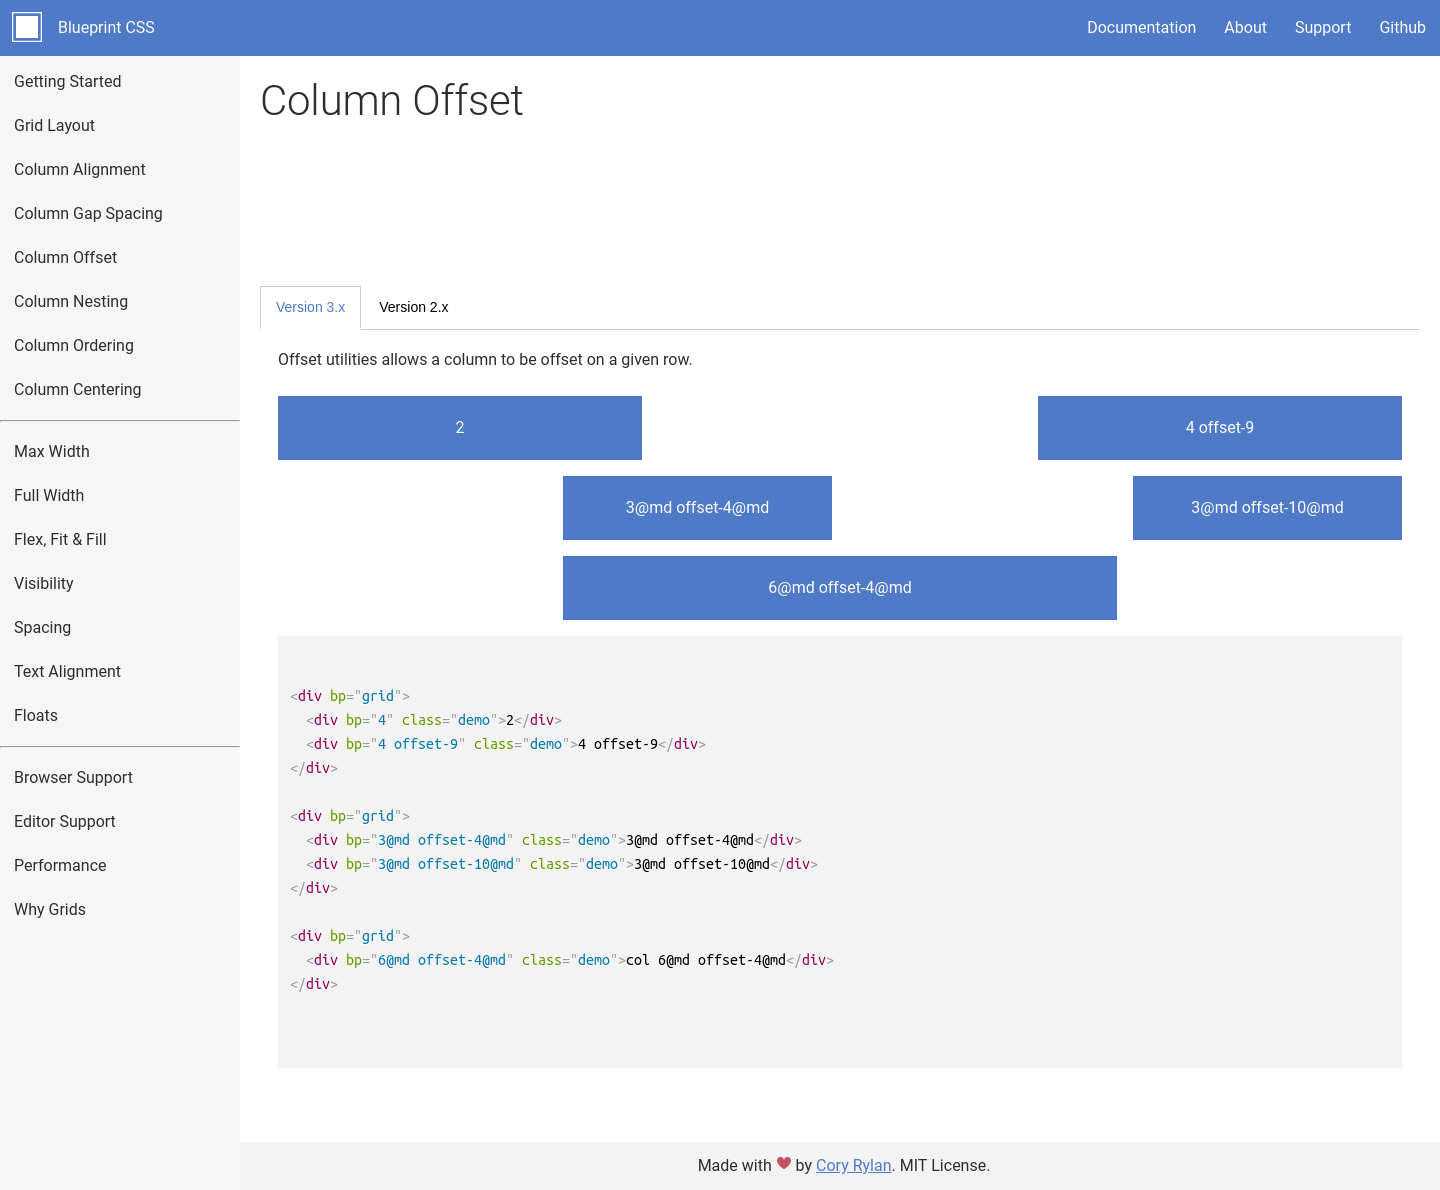 Blueprint CSS
Documentation About Support Github
Getting Started
Grid Layout
Column Alignment
Column Gap Spacing
Column Offset
Column Nesting
Column Ordering
Column Centering
Max Width
Full Width
Flex, Fit & Fill
Visibility
Spacing
Text Alignment
Floats
Browser Support
Editor Support
Performance
Why Grids
Column Offset
Version 3.x Version 2.x
Offset utilities allows a column to be offset on a given row.
2 4 offset-9
3@md offset-4@md 3@md offset-10@md
6@md offset-4@md
<div bp="grid">
  <div bp="4" class="demo">2</div>
  <div bp="4 offset-9" class="demo">4 offset-9</div>
</div>
<div bp="grid">
  <div bp="3@md offset-4@md" class="demo">3@md offset-4@md</div>
  <div bp="3@md offset-10@md" class="demo">3@md offset-10@md</div>
</div>
<div bp="grid">
  <div bp="6@md offset-4@md" class="demo">col 6@md offset-4@md</div>
</div>
Made with ♥ by Cory Rylan. MIT License.